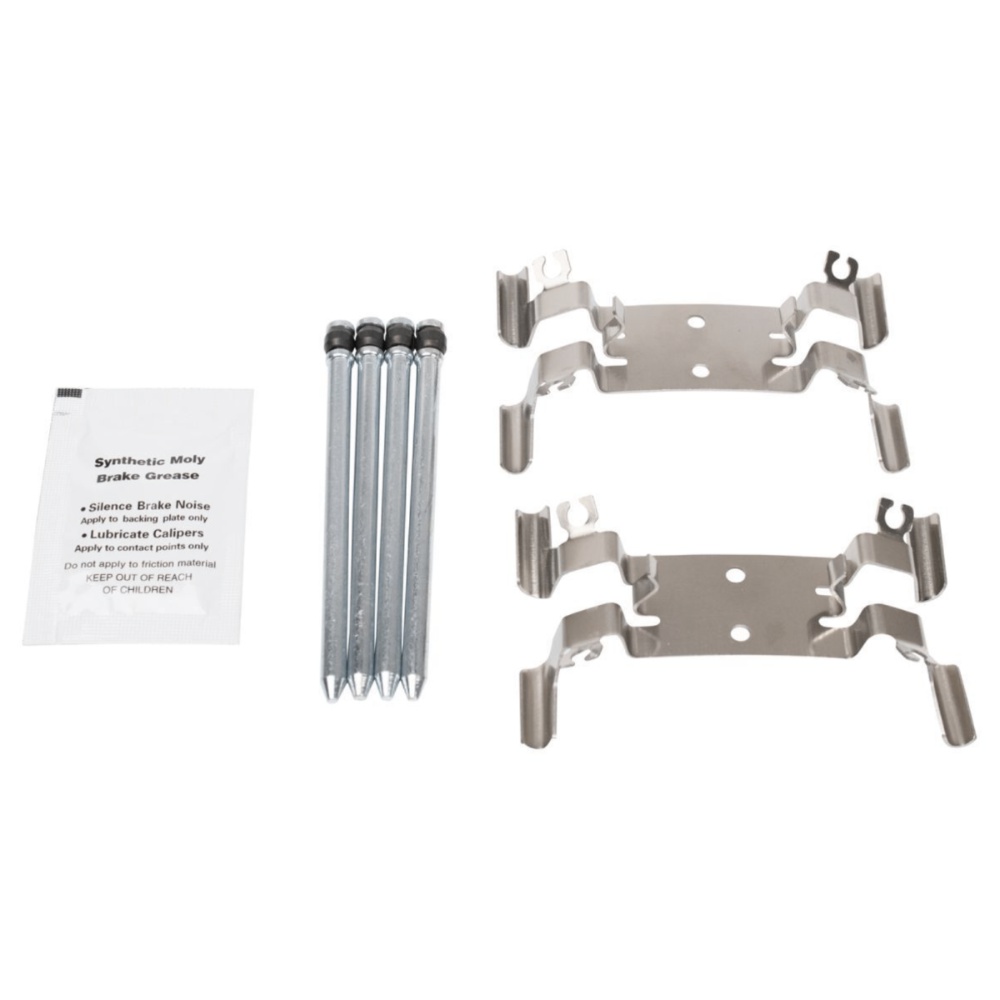 Synthetic Moly
Brake Grease
• Silence Brake Noise
Apply to backing plate only
• Lubricate Calipers
Apply to contact points only
Do not apply to friction material
KEEP OUT OF REACH
OF CHILDREN